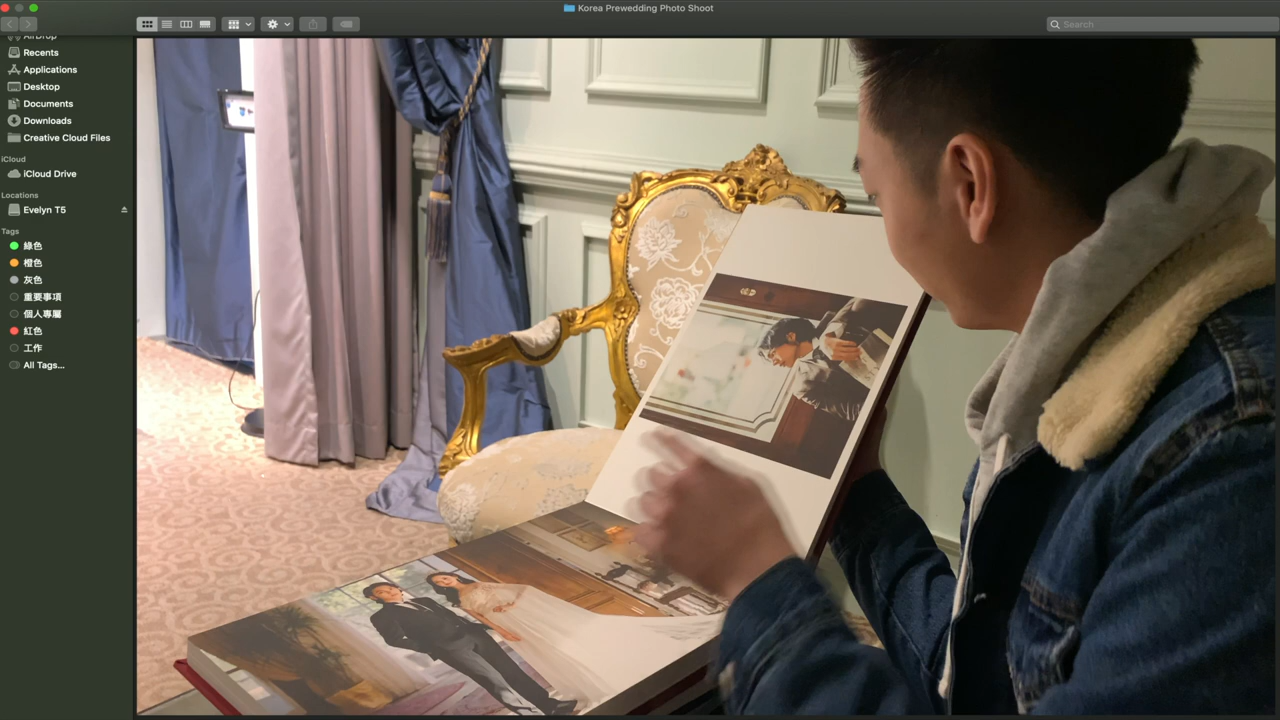 Korea Prewedding Photo Shoot
Search
AirDrop
Recents
Applications
Desktop
Documents
Downloads
Creative Cloud Files
iCloud
iCloud Drive
Locations
Evelyn T5
Tags
綠色
橙色
灰色
重要事項
個人專屬
紅色
工作
All Tags...